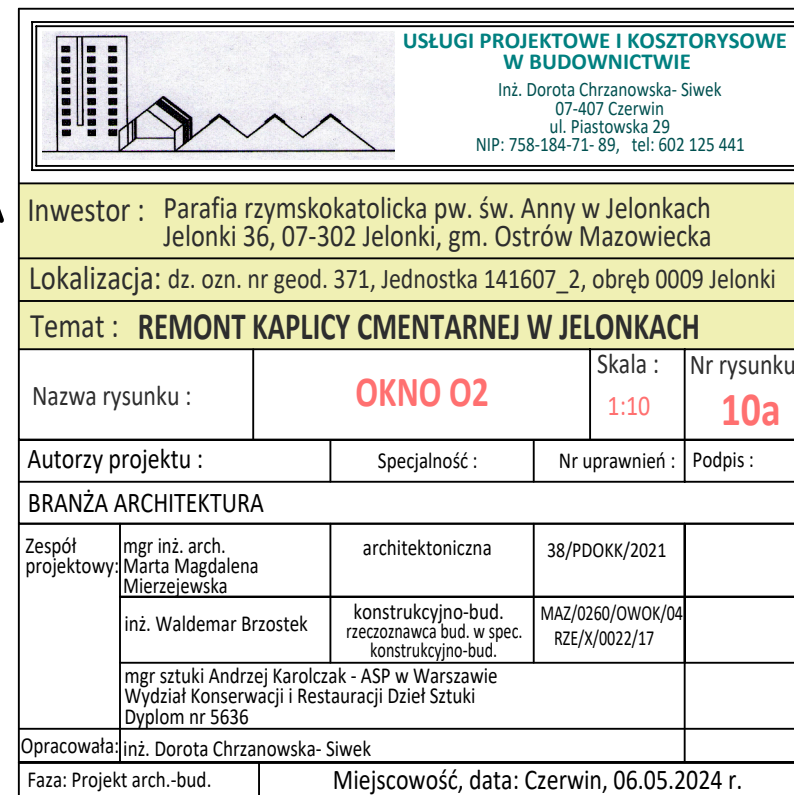 USŁUGI PROJEKTOWE I KOSZTORYSOWE
W BUDOWNICTWIE
Inż. Dorota Chrzanowska- Siwek
07-407 Czerwin
ul. Piastowska 29
NIP: 758-184-71- 89, tel: 602 125 441
Inwestor : Parafia rzymskokatolicka pw. św. Anny w Jelonkach
Jelonki 36, 07-302 Jelonki, gm. Ostrów Mazowiecka
Lokalizacja: dz. ozn. nr geod. 371, Jednostka 141607_2, obręb 0009 Jelonki
Temat : REMONT KAPLICY CMENTARNEJ W JELONKACH
Nazwa rysunku :
OKNO O2
Skala :
1:10
Nr rysunku
10a
Autorzy projektu :
Specjalność :
Nr uprawnień :
Podpis :
BRANŻA ARCHITEKTURA
Zespół
projektowy:
mgr inż. arch.
Marta Magdalena
Mierzejewska
architektoniczna
38/PDOKK/2021
inż. Waldemar Brzostek
konstrukcyjno-bud.
rzeczoznawca bud. w spec.
konstrukcyjno-bud.
MAZ/0260/OWOK/04
RZE/X/0022/17
mgr sztuki Andrzej Karolczak - ASP w Warszawie
Wydział Konserwacji i Restauracji Dzieł Sztuki
Dyplom nr 5636
Opracowała: inż. Dorota Chrzanowska- Siwek
Faza: Projekt arch.-bud.
Miejscowość, data: Czerwin, 06.05.2024 r.